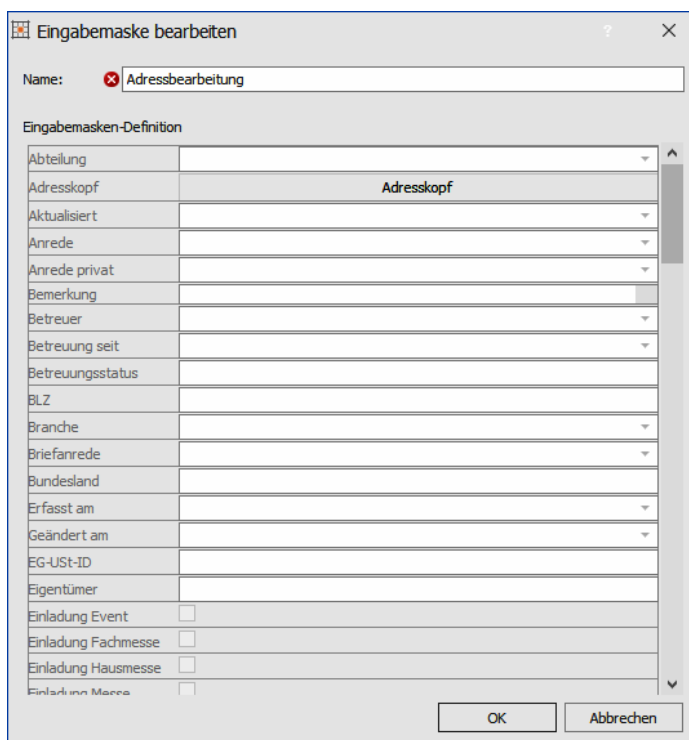 Eingabemaske bearbeiten ?
Name: Adressbearbeitung
Eingabemasken-Definition
Abteilung
Adresskopf Adresskopf
Aktualisiert
Anrede
Anrede privat
Bemerkung
Betreuer
Betreuung seit
Betreuungsstatus
BLZ
Branche
Briefanrede
Bundesland
Erfasst am
Geändert am
EG-USt-ID
Eigentümer
Einladung Event
Einladung Fachmesse
Einladung Hausmesse
Einladung Messe
OK Abbrechen